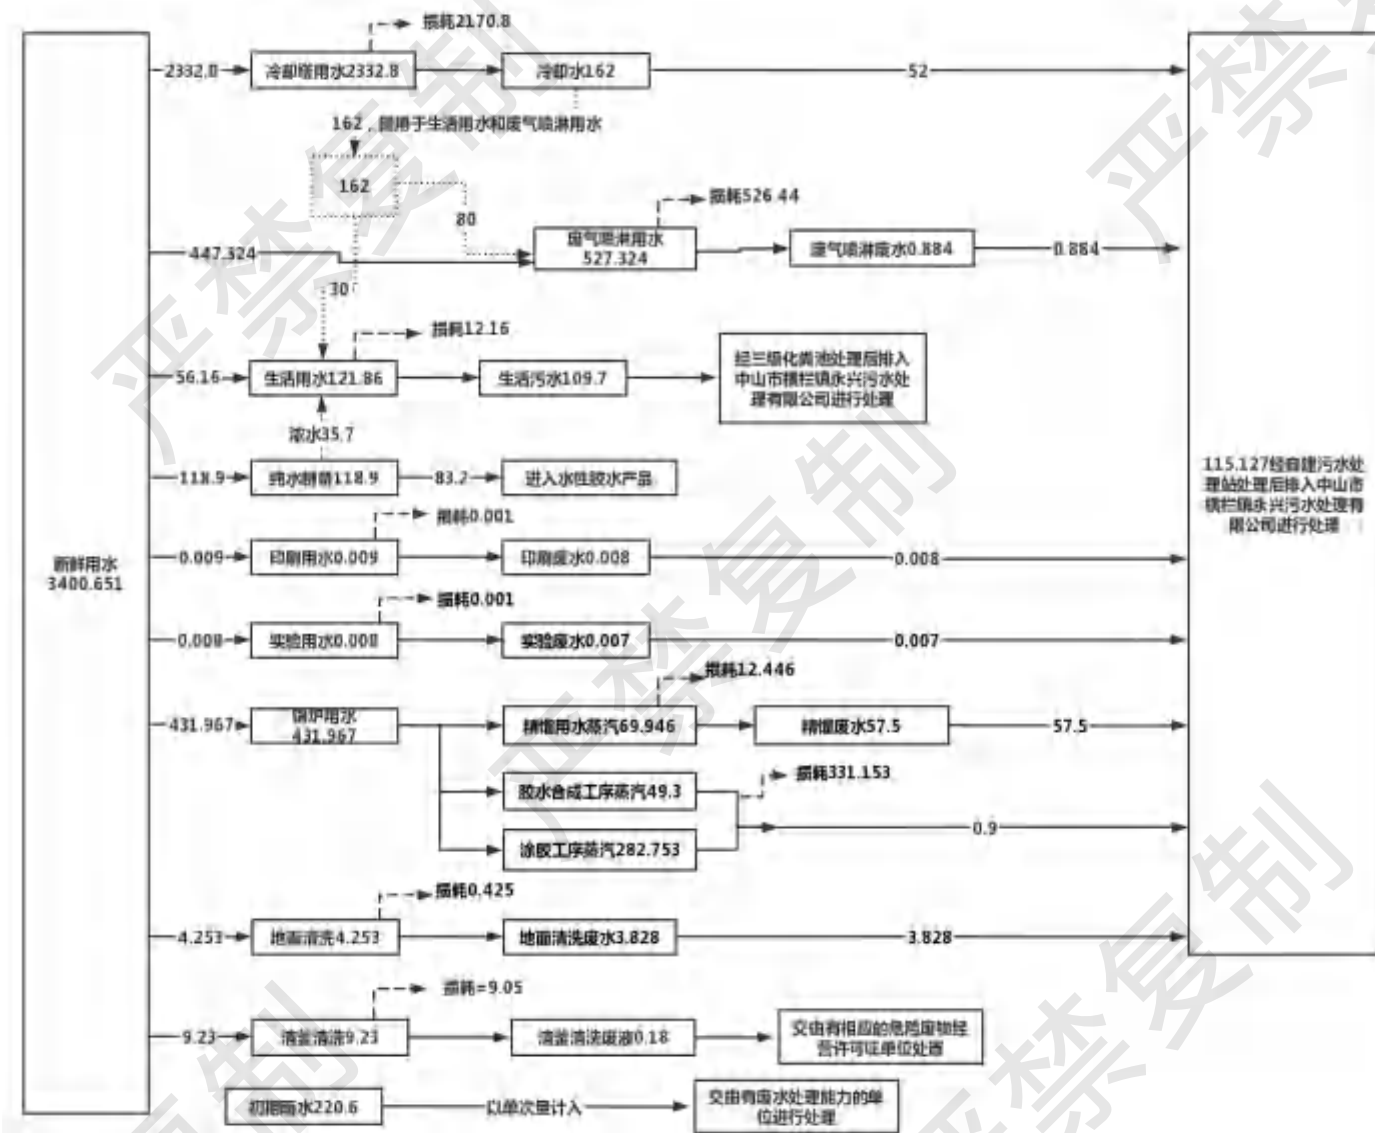 损耗2170.8
2332.8
冷却塔用水2332.8
冷却水162
52
162，回用于生活用水和废气喷淋用水
162
80
损耗526.44
447.324
废气喷淋用水
527.324
废气喷淋废水0.884
0.884
30
损耗12.16
56.16
生活用水121.86
生活污水109.7
经三级化粪池处理后排入
中山市横栏镇永兴污水处
理有限公司进行处理
浓水35.7
118.9
纯水制备118.9
83.2
进入水性胶水产品
115.127经自建污水处
理站处理后排入中山市
横栏镇永兴污水处理有
限公司进行处理
损耗0.001
0.009
印刷用水0.009
印刷废水0.008
0.008
新鲜用水
3400.651
损耗0.001
0.008
实验用水0.008
实验废水0.007
0.007
损耗12.446
431.967
锅炉用水
431.967
精馏用水蒸汽69.946
精馏废水57.5
57.5
损耗331.153
胶水合成工序蒸汽49.3
0.9
涂胶工序蒸汽282.753
损耗0.425
4.253
地面清洗4.253
地面清洗废水3.828
3.828
损耗=9.05
9.23
清釜清洗9.23
清釜清洗废液0.18
交由有相应的危险废物经
营许可证单位处置
初期雨水220.6
以单次量计入
交由有废水处理能力的单
位进行处理
严禁复制
严禁复制
严禁复制